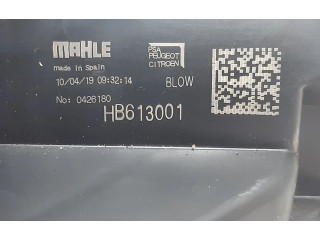 MAHLE
made in Spain
10/04/19 09:32:14
No: 0426180
HB613001
PSA
PEUGEOT
CITROEN
BLOW